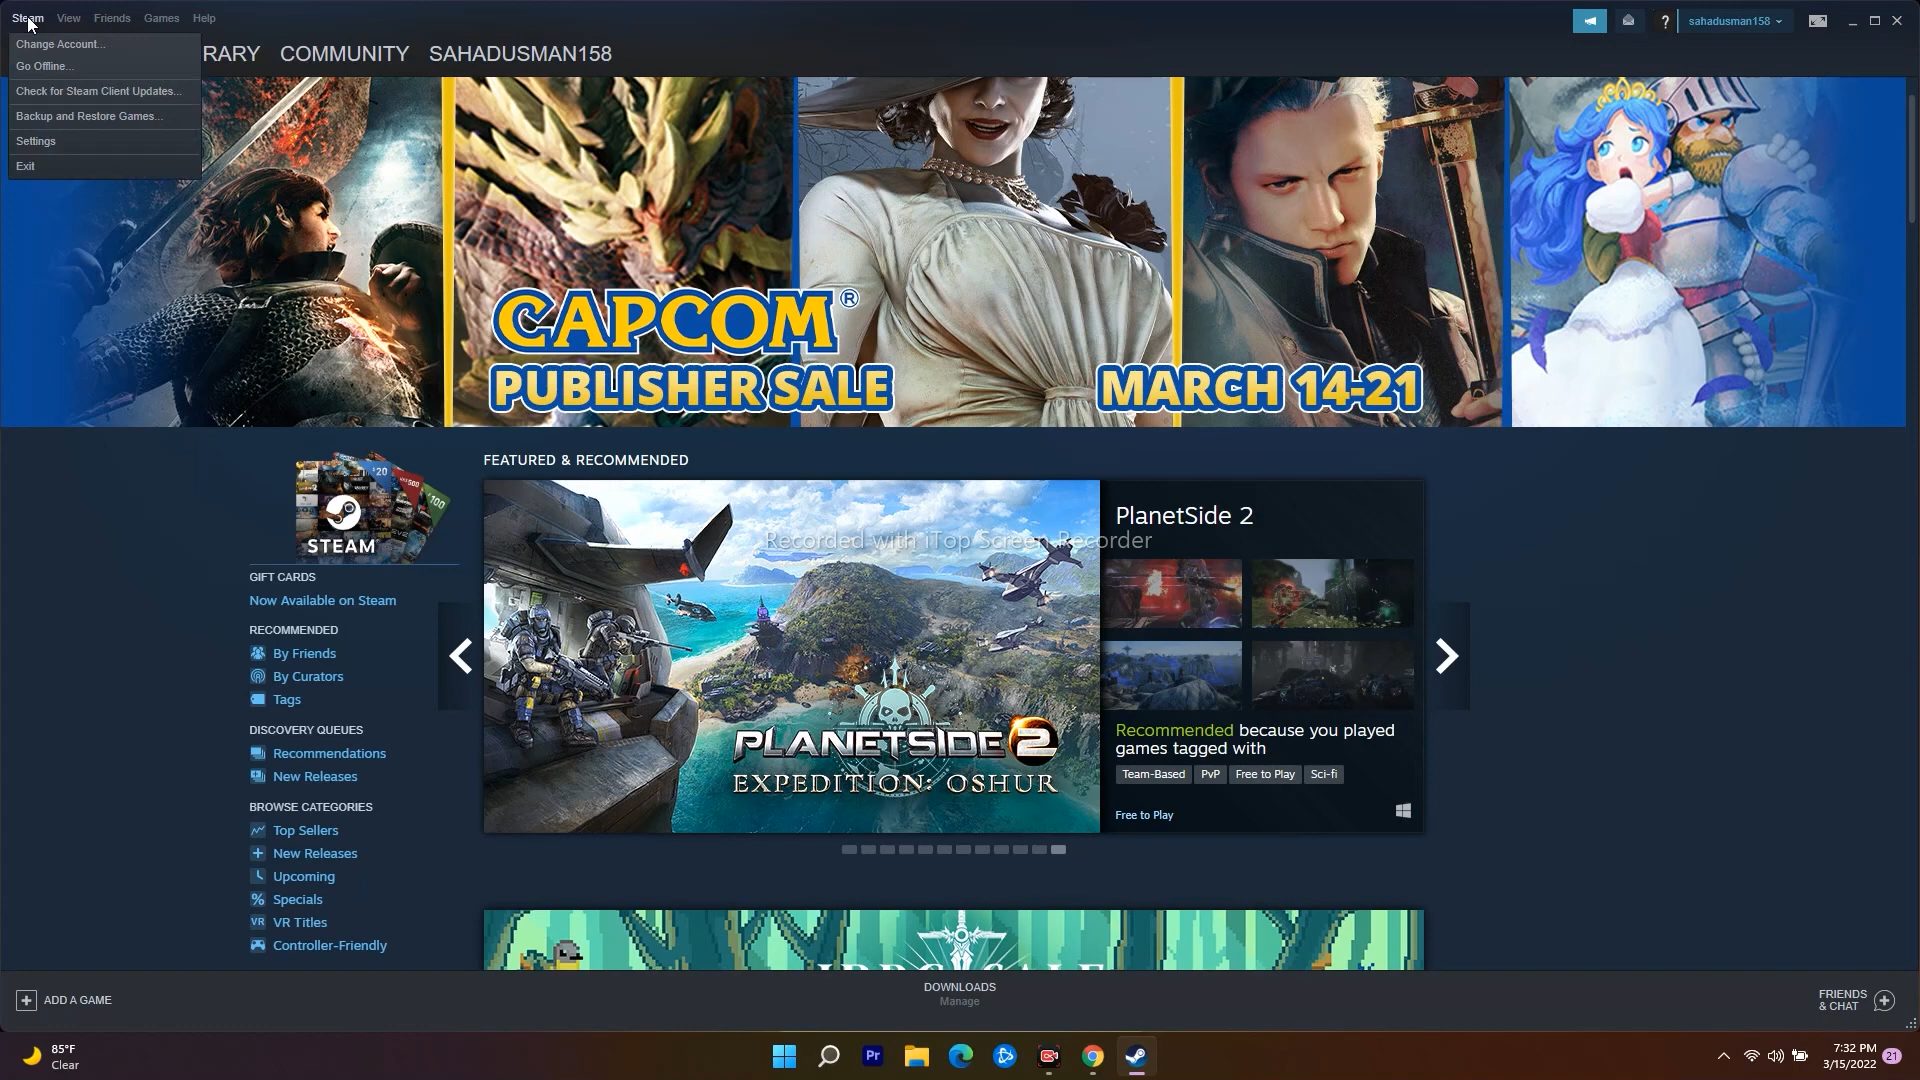 Steam View Friends Games Help
sahadusman158
Change Account...
Go Offline...
Check for Steam Client Updates...
Backup and Restore Games...
Settings
Exit
RARY COMMUNITY SAHADUSMAN158
CAPCOM®
PUBLISHER SALE
MARCH 14-21
STEAM
$20
500
100
GIFT CARDS
Now Available on Steam
RECOMMENDED
By Friends
By Curators
Tags
DISCOVERY QUEUES
Recommendations
New Releases
BROWSE CATEGORIES
Top Sellers
New Releases
Upcoming
Specials
VR VR Titles
Controller-Friendly
FEATURED & RECOMMENDED
Recorded with iTop Screen Recorder
PLANETSIDE 2
EXPEDITION: OSHUR
PlanetSide 2
Recommended because you played
games tagged with
Team-Based PvP Free to Play Sci-fi
Free to Play
ADD A GAME
DOWNLOADS
Manage
FRIENDS
& CHAT
85°F
Clear
Pr
7:32 PM
3/15/2022
21